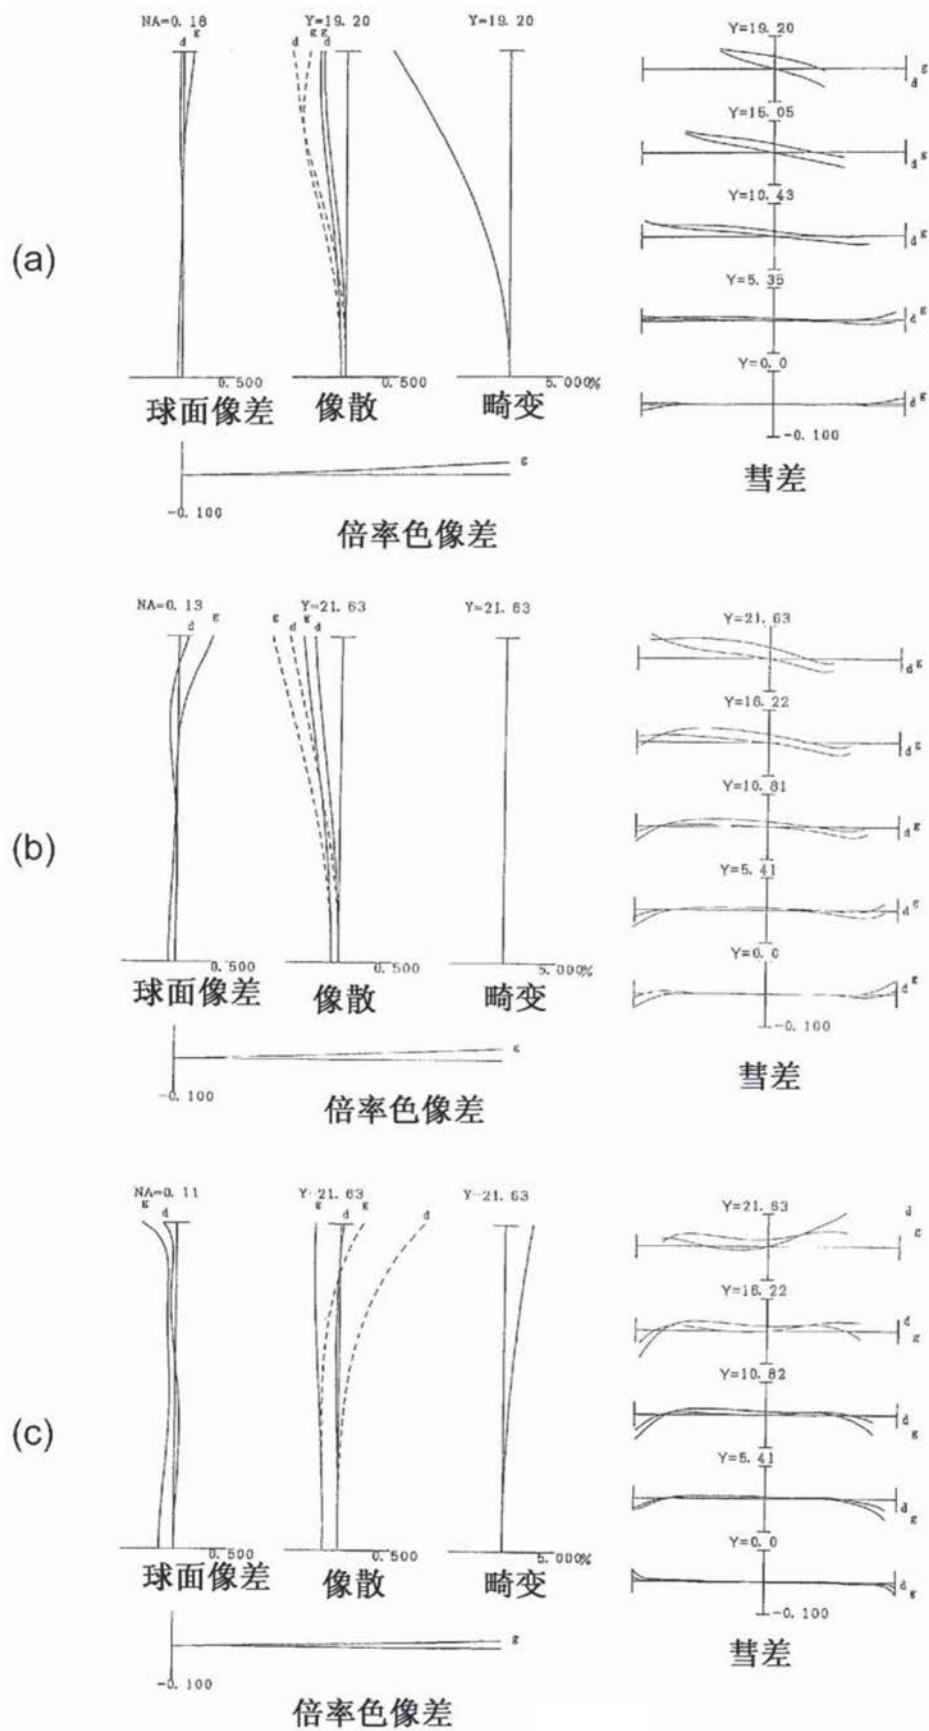 (a)
NA=0.18
d g
Y=19.20
d g g d
Y=19.20
0.500
0.500
5.000%
球面像差
像散
畸变
g
-0.100
倍率色像差
Y=19.20
d g
Y=15.05
d g
Y=10.43
d g
Y=5.35
d g
Y=0.0
d g
-0.100
彗差
(b)
NA=0.13
d g
Y=21.63
g d g d
Y=21.63
0.500
0.500
5.000%
球面像差
像散
畸变
g
-0.100
倍率色像差
Y=21.63
d g
Y=16.22
d g
Y=10.81
d g
Y=5.41
d g
Y=0.0
d g
-0.100
彗差
(c)
NA=0.11
g d
Y=21.63
g d g d
Y=21.63
0.500
0.500
5.000%
球面像差
像散
畸变
g
-0.100
倍率色像差
Y=21.63
d
g
Y=16.22
d
g
Y=10.82
d
g
Y=5.41
d
g
Y=0.0
d g
-0.100
彗差